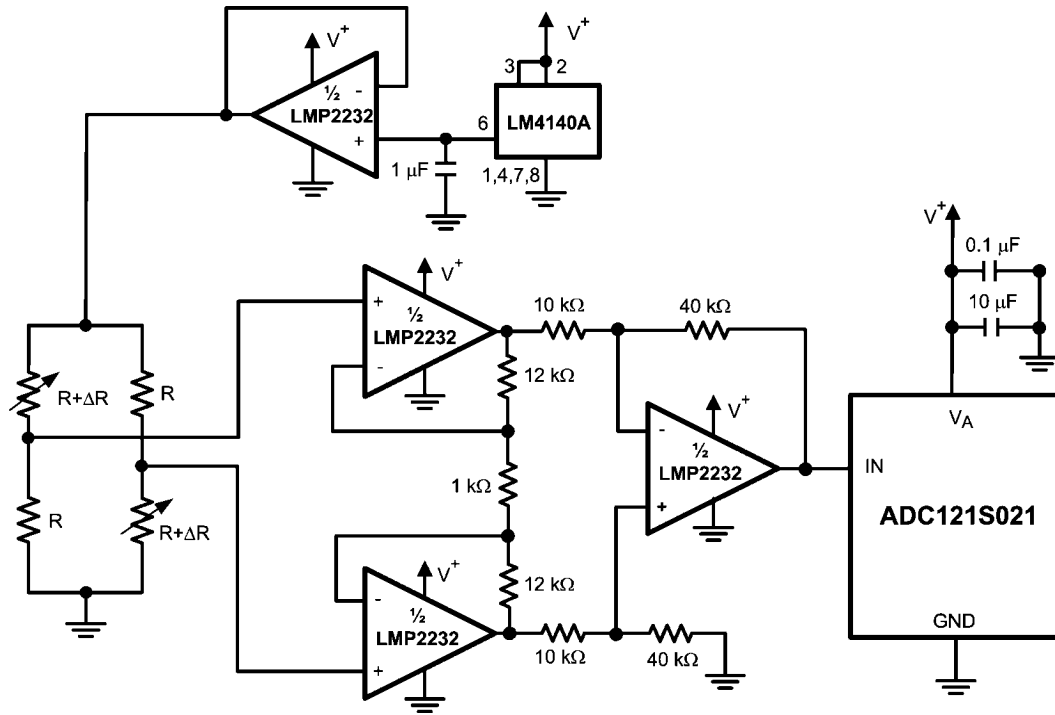 V+
3
2
V+
½
LMP2232
-
+
6
LM4140A
1 µF
1,4,7,8
V+
0.1 µF
10 µF
V+
+
½
LMP2232
-
10 kΩ
40 kΩ
12 kΩ
R+ΔR
R
V+
VA
-
½
LMP2232
+
IN
1 kΩ
ADC121S021
R
R+ΔR
V+
-
½
LMP2232
+
12 kΩ
10 kΩ
40 kΩ
GND